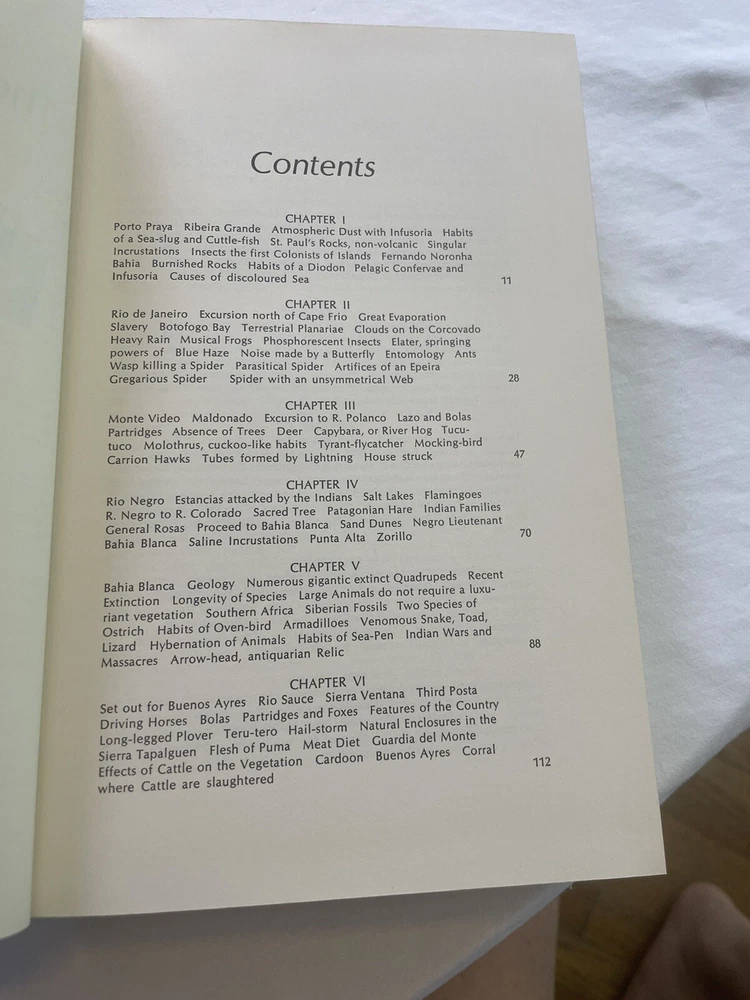 Contents
CHAPTER I
Porto Praya Ribeira Grande Atmospheric Dust with Infusoria Habits
of a Sea-slug and Cuttle-fish St. Paul's Rocks, non-volcanic Singular
Incrustations Insects the first Colonists of Islands Fernando Noronha
Bahia Burnished Rocks Habits of a Diodon Pelagic Confervae and
Infusoria Causes of discoloured Sea 11
CHAPTER II
Rio de Janeiro Excursion north of Cape Frio Great Evaporation
Slavery Botofogo Bay Terrestrial Planariae Clouds on the Corcovado
Heavy Rain Musical Frogs Phosphorescent Insects Elater, springing
powers of Blue Haze Noise made by a Butterfly Entomology Ants
Wasp killing a Spider Parasitical Spider Artifices of an Epeira
Gregarious Spider Spider with an unsymmetrical Web 28
CHAPTER III
Monte Video Maldonado Excursion to R. Polanco Lazo and Bolas
Partridges Absence of Trees Deer Capybara, or River Hog Tucu-
tuco Molothrus, cuckoo-like habits Tyrant-flycatcher Mocking-bird
Carrion Hawks Tubes formed by Lightning House struck 47
CHAPTER IV
Rio Negro Estancias attacked by the Indians Salt Lakes Flamingoes
R. Negro to R. Colorado Sacred Tree Patagonian Hare Indian Families
General Rosas Proceed to Bahia Blanca Sand Dunes Negro Lieutenant
Bahia Blanca Saline Incrustations Punta Alta Zorillo 70
CHAPTER V
Bahia Blanca Geology Numerous gigantic extinct Quadrupeds Recent
Extinction Longevity of Species Large Animals do not require a luxu-
riant vegetation Southern Africa Siberian Fossils Two Species of
Ostrich Habits of Oven-bird Armadilloes Venomous Snake, Toad,
Lizard Hybernation of Animals Habits of Sea-Pen Indian Wars and
Massacres Arrow-head, antiquarian Relic 88
CHAPTER VI
Set out for Buenos Ayres Rio Sauce Sierra Ventana Third Posta
Driving Horses Bolas Partridges and Foxes Features of the Country
Long-legged Plover Teru-tero Hail-storm Natural Enclosures in the
Sierra Tapalguen Flesh of Puma Meat Diet Guardia del Monte
Effects of Cattle on the Vegetation Cardoon Buenos Ayres Corral
where Cattle are slaughtered 112